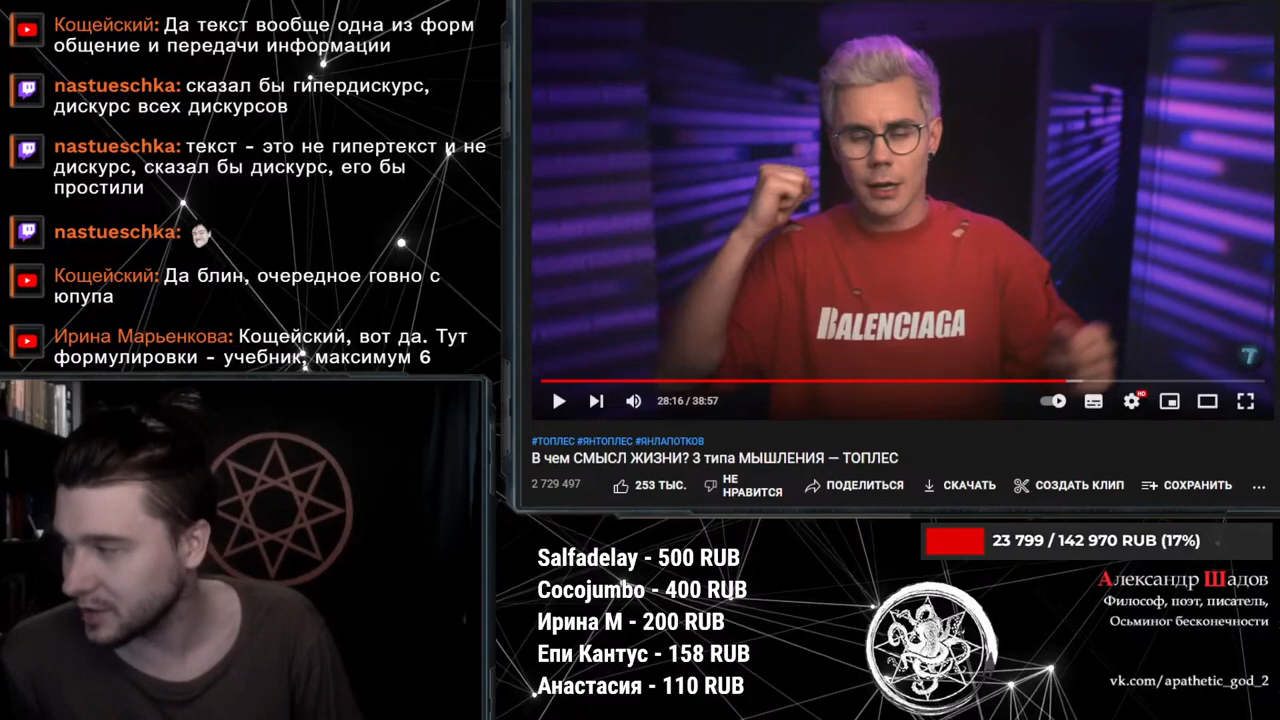 Кощейский: Да текст вообще одна из форм
общение и передачи информации
nastueschka: сказал бы гипердискурс,
дискурс всех дискурсов
nastueschka: текст - это не гипертекст и не
дискурс, сказал бы дискурс, его бы
простили
nastueschka:
Кощейский: Да блин, очередное говно с
юпупа
Ирина Марьенкова: Кощейский, вот да. Тут
формулировки - учебник, максимум 6
BALENCIAGA
T
28:16 / 38:57
HD
#ТОПЛЕС #ЯНТОПЛЕС #ЯНЛАПОТКОВ
В чем СМЫСЛ ЖИЗНИ? 3 типа МЫШЛЕНИЯ — ТОПЛЕС
2 729 497
253 ТЫС.
НЕ
НРАВИТСЯ
ПОДЕЛИТЬСЯ
СКАЧАТЬ
СОЗДАТЬ КЛИП
СОХРАНИТЬ
...
23 799 / 142 970 RUB (17%)
Salfadelay - 500 RUB
Cocojumbo - 400 RUB
Ирина М - 200 RUB
Епи Кантус - 158 RUB
Анастасия - 110 RUB
Александр Шадов
Философ, поэт, писатель,
Осьминог бесконечности
vk.com/apathetic_god_2